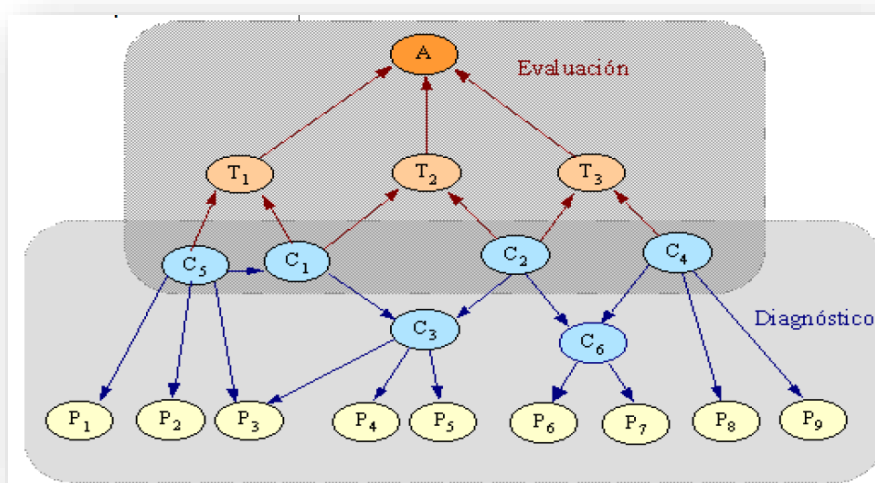 A
Evaluación
T1
T2
T3
C5
C1
C2
C4
C3
C6
Diagnóstico
P1
P2
P3
P4
P5
P6
P7
P8
P9